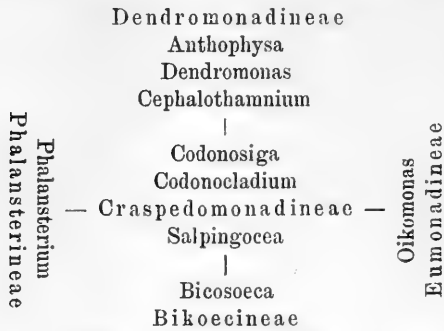 Dendromonadineae
Anthophysa
Dendromonas
Cephalothamnium
|
Codonosiga
Codonocladium
Phalansterium
Phalansterineae
— Craspedomonadineae —
Oikomonas
Eumonadineae
Salpingocea
|
Bicosoeca
Bikoecineae